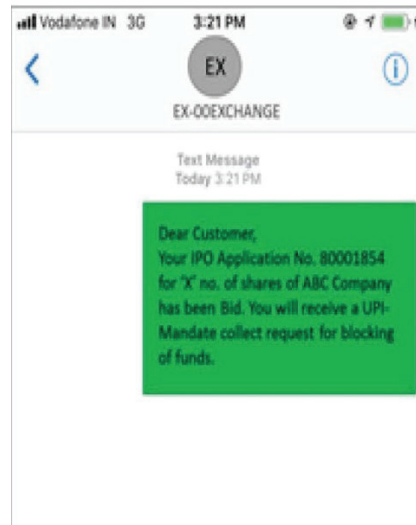 Vodafone IN 3G 3:21 PM
EX
EX-00EXCHANGE
Text Message
Today 3:21 PM
Dear Customer,
Your IPO Application No. 80001854
for 'X' no. of shares of ABC Company
has been Bid. You will receive a UPI-
Mandate collect request for blocking
of funds.